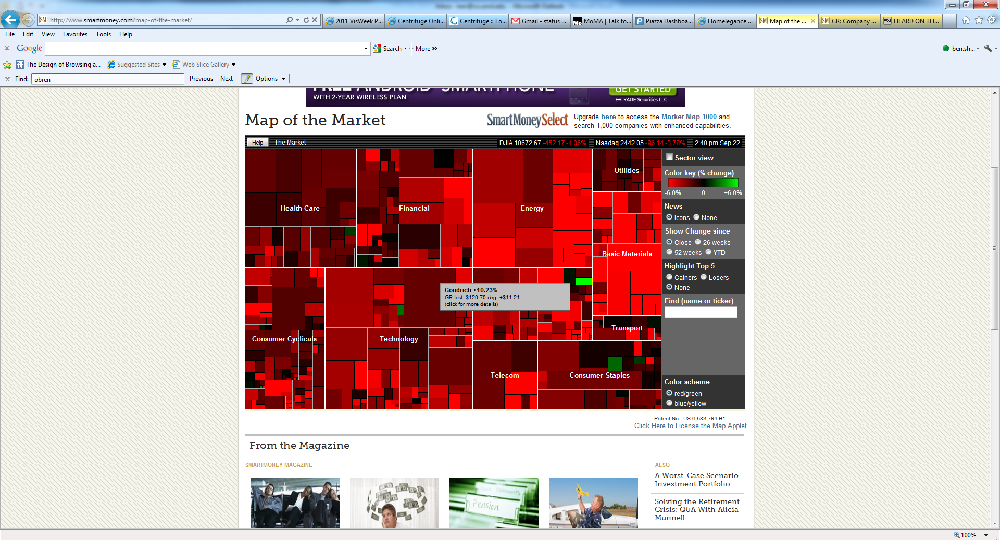 http://www.smartmoney.com/map-of-the-market/
2011 VisWeek P...
Centrifuge Onli...
Centrifuge :: Lo...
Gmail - status ...
MoMA | Talk to...
Piazza Dashboa...
Homelegance ...
Map of the ...
GR: Company ...
HEARD ON TH...
File Edit View Favorites Tools Help
Google Search More
ben.sh...
The Design of Browsing a... Suggested Sites Web Slice Gallery
Find: obren Previous Next Options
FREE ANDROID SMARTPHONE
WITH 2-YEAR WIRELESS PLAN
GET STARTED
E*TRADE Securities LLC
Map of the Market
SmartMoneySelect
Upgrade here to access the Market Map 1000 and
search 1,000 companies with enhanced capabilities.
Help The Market DJIA 10672.67 -452.17 -4.06% Nasdaq 2442.05 -96.14 -3.78% 2:40 pm Sep 22
Health Care
Financial
Energy
Utilities
Basic Materials
Goodrich +10.23%
GR last: $120.70 chg: +$11.21
(click for more details)
Transport
Consumer Cyclicals
Technology
Telecom
Consumer Staples
Sector view
Color key (% change)
-6.0% 0 +6.0%
News
Icons None
Show Change since
Close 26 weeks
52 weeks YTD
Highlight Top 5
Gainers Losers
None
Find (name or ticker)
Color scheme
red/green
blue/yellow
Patent No.: US 6,583,794 B1
Click Here to License the Map Applet
From the Magazine
SMARTMONEY MAGAZINE
Pension
ALSO
A Worst-Case Scenario
Investment Portfolio
Solving the Retirement
Crisis: Q&A With Alicia
Munnell
100%